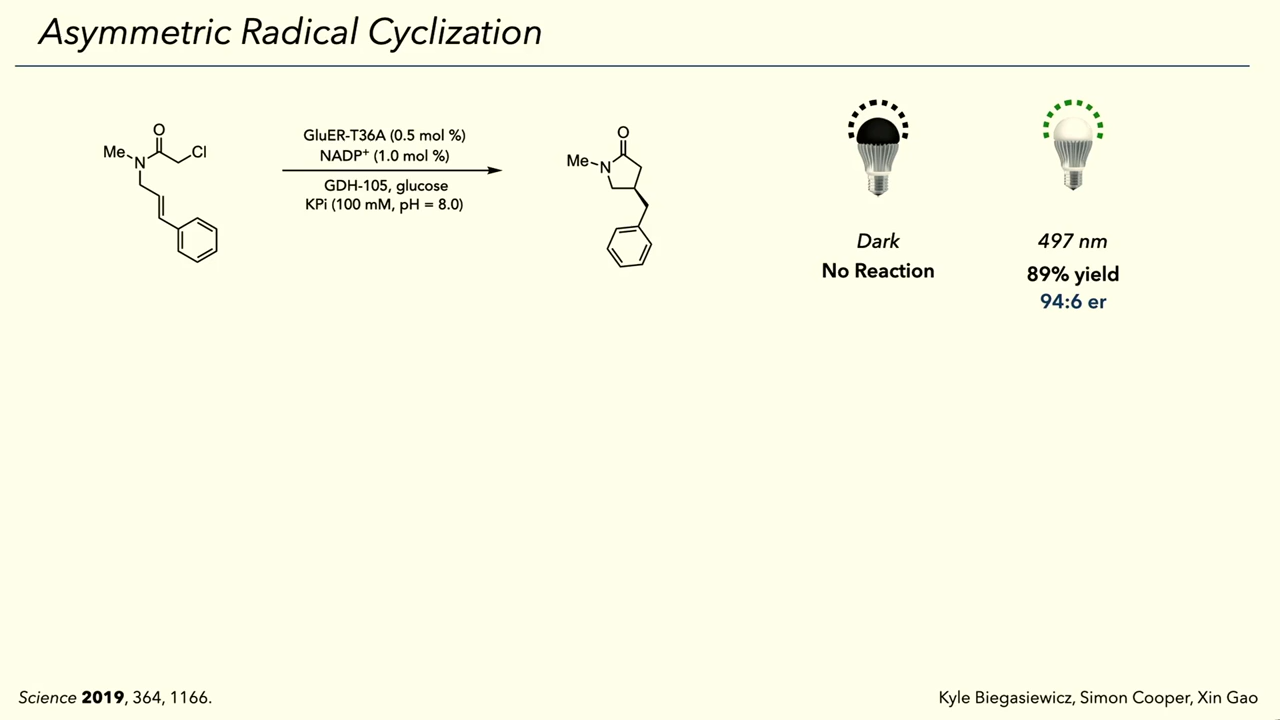 Asymmetric Radical Cyclization
O
Me
N
Cl
GluER-T36A (0.5 mol %)
NADP⁺ (1.0 mol %)
GDH-105, glucose
KPi (100 mM, pH = 8.0)
O
Me
N
Dark
No Reaction
497 nm
89% yield
94:6 er
Science 2019, 364, 1166.
Kyle Biegasiewicz, Simon Cooper, Xin Gao